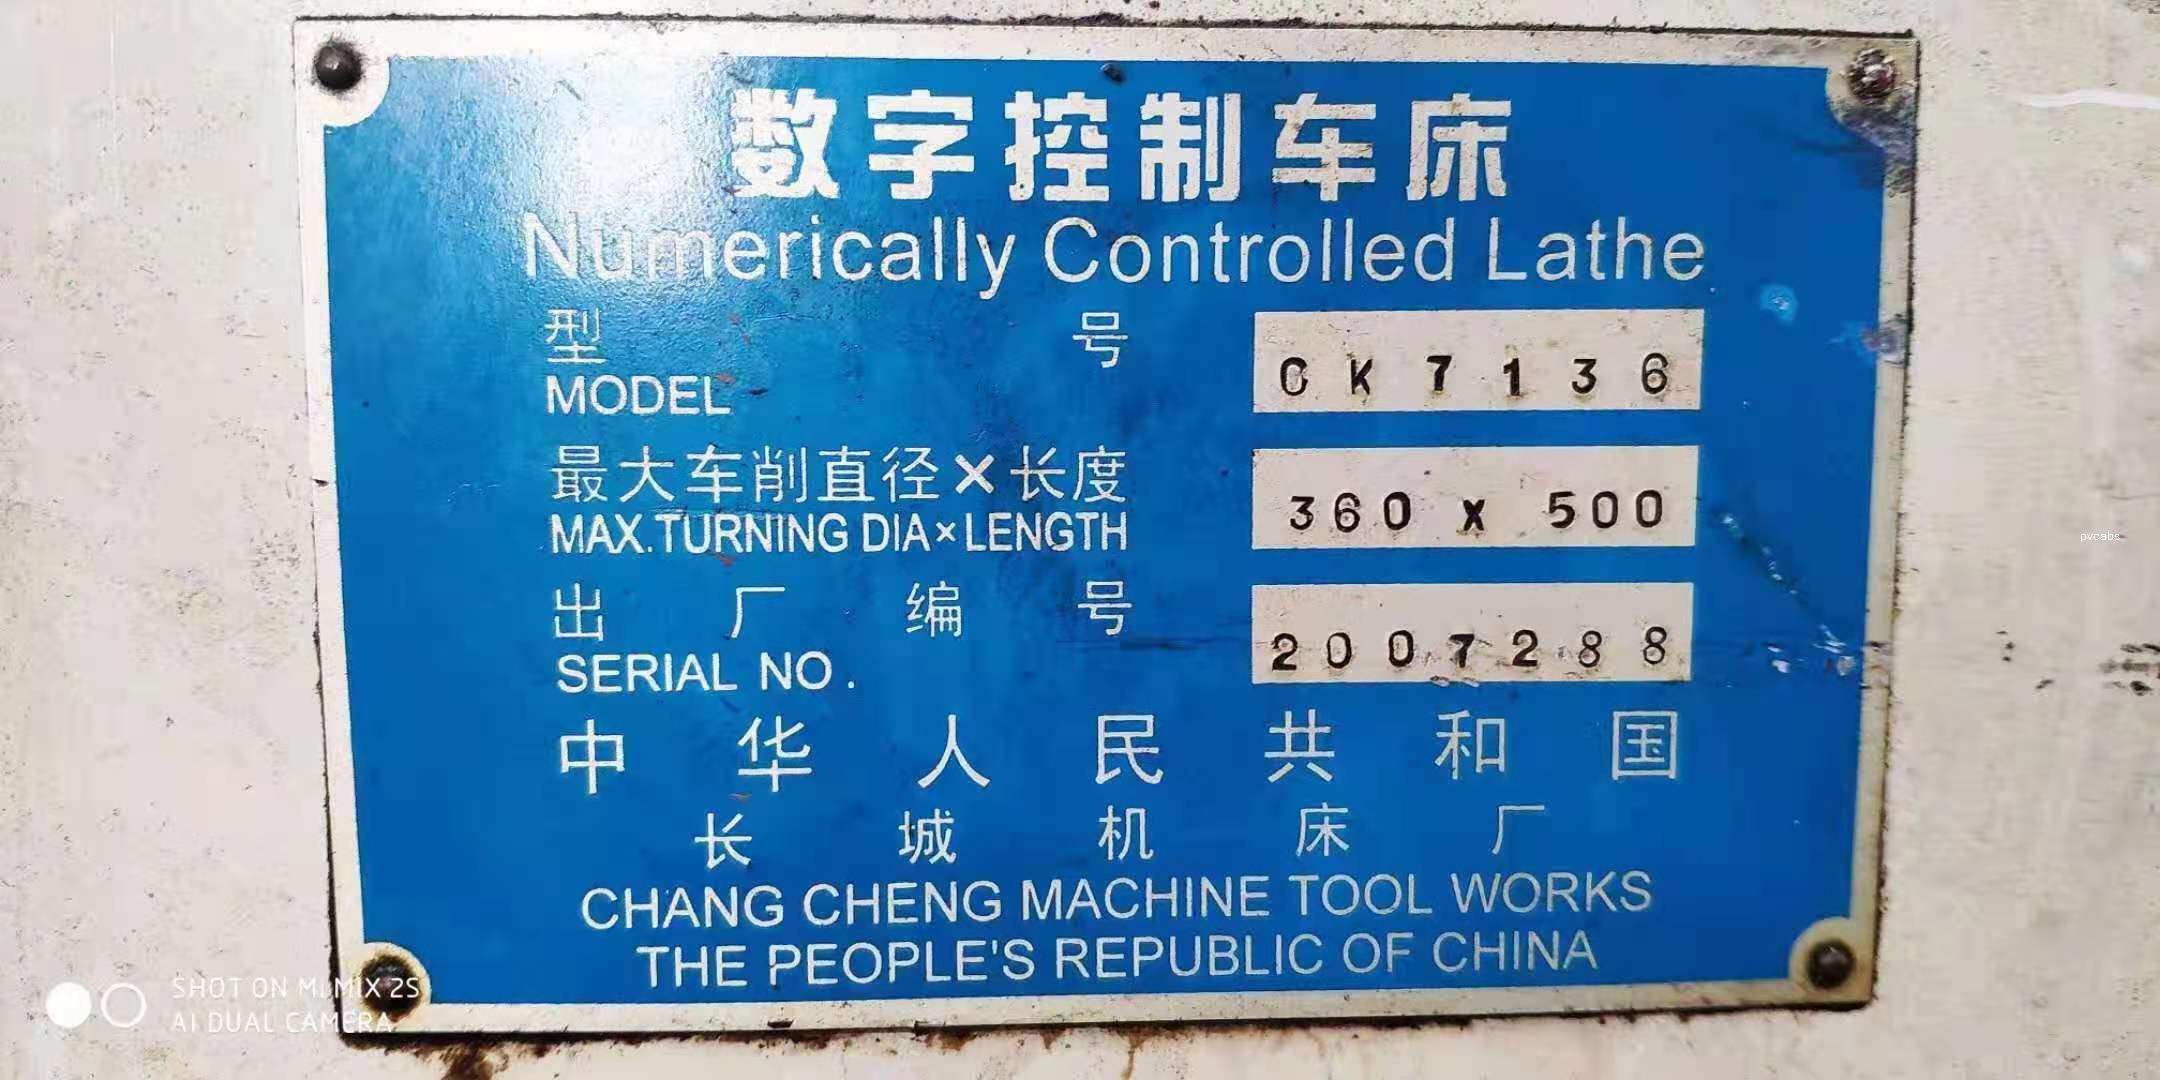 数字控制车床
Numerically Controlled Lathe
型号 CK7136
MODEL
最大车削直径×长度 360 x 500
MAX.TURNING DIA×LENGTH
出厂编号 2007288
SERIAL NO.
中华人民共和国
长城机床厂
CHANG CHENG MACHINE TOOL WORKS
THE PEOPLE'S REPUBLIC OF CHINA
pvcabs
SHOT ON MI MIX 2S
AI DUAL CAMERA